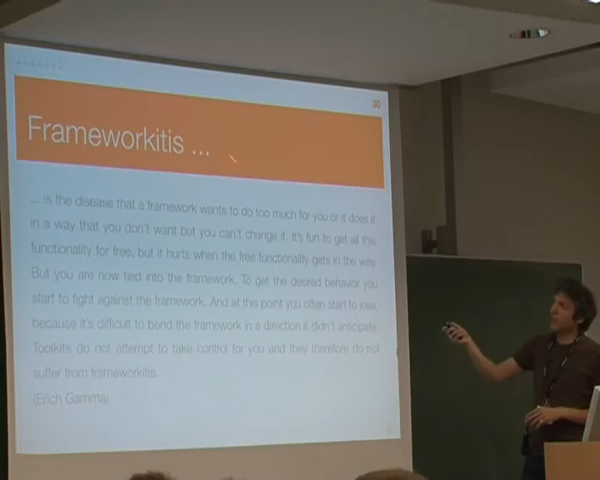 30
Frameworkitis ...
... is the disease that a framework wants to do too much for you or it does it
in a way that you don't want but you can't change it. It's fun to get all this
functionality for free, but it hurts when the free functionality gets in the way.
But you are now tied into the framework. To get the desired behavior you
start to fight against the framework. And at this point you often start to lose,
because it's difficult to bend the framework in a direction it didn't anticipate.
Toolkits do not attempt to take control for you and they therefore do not
suffer from frameworkitis.
(Erich Gamma)